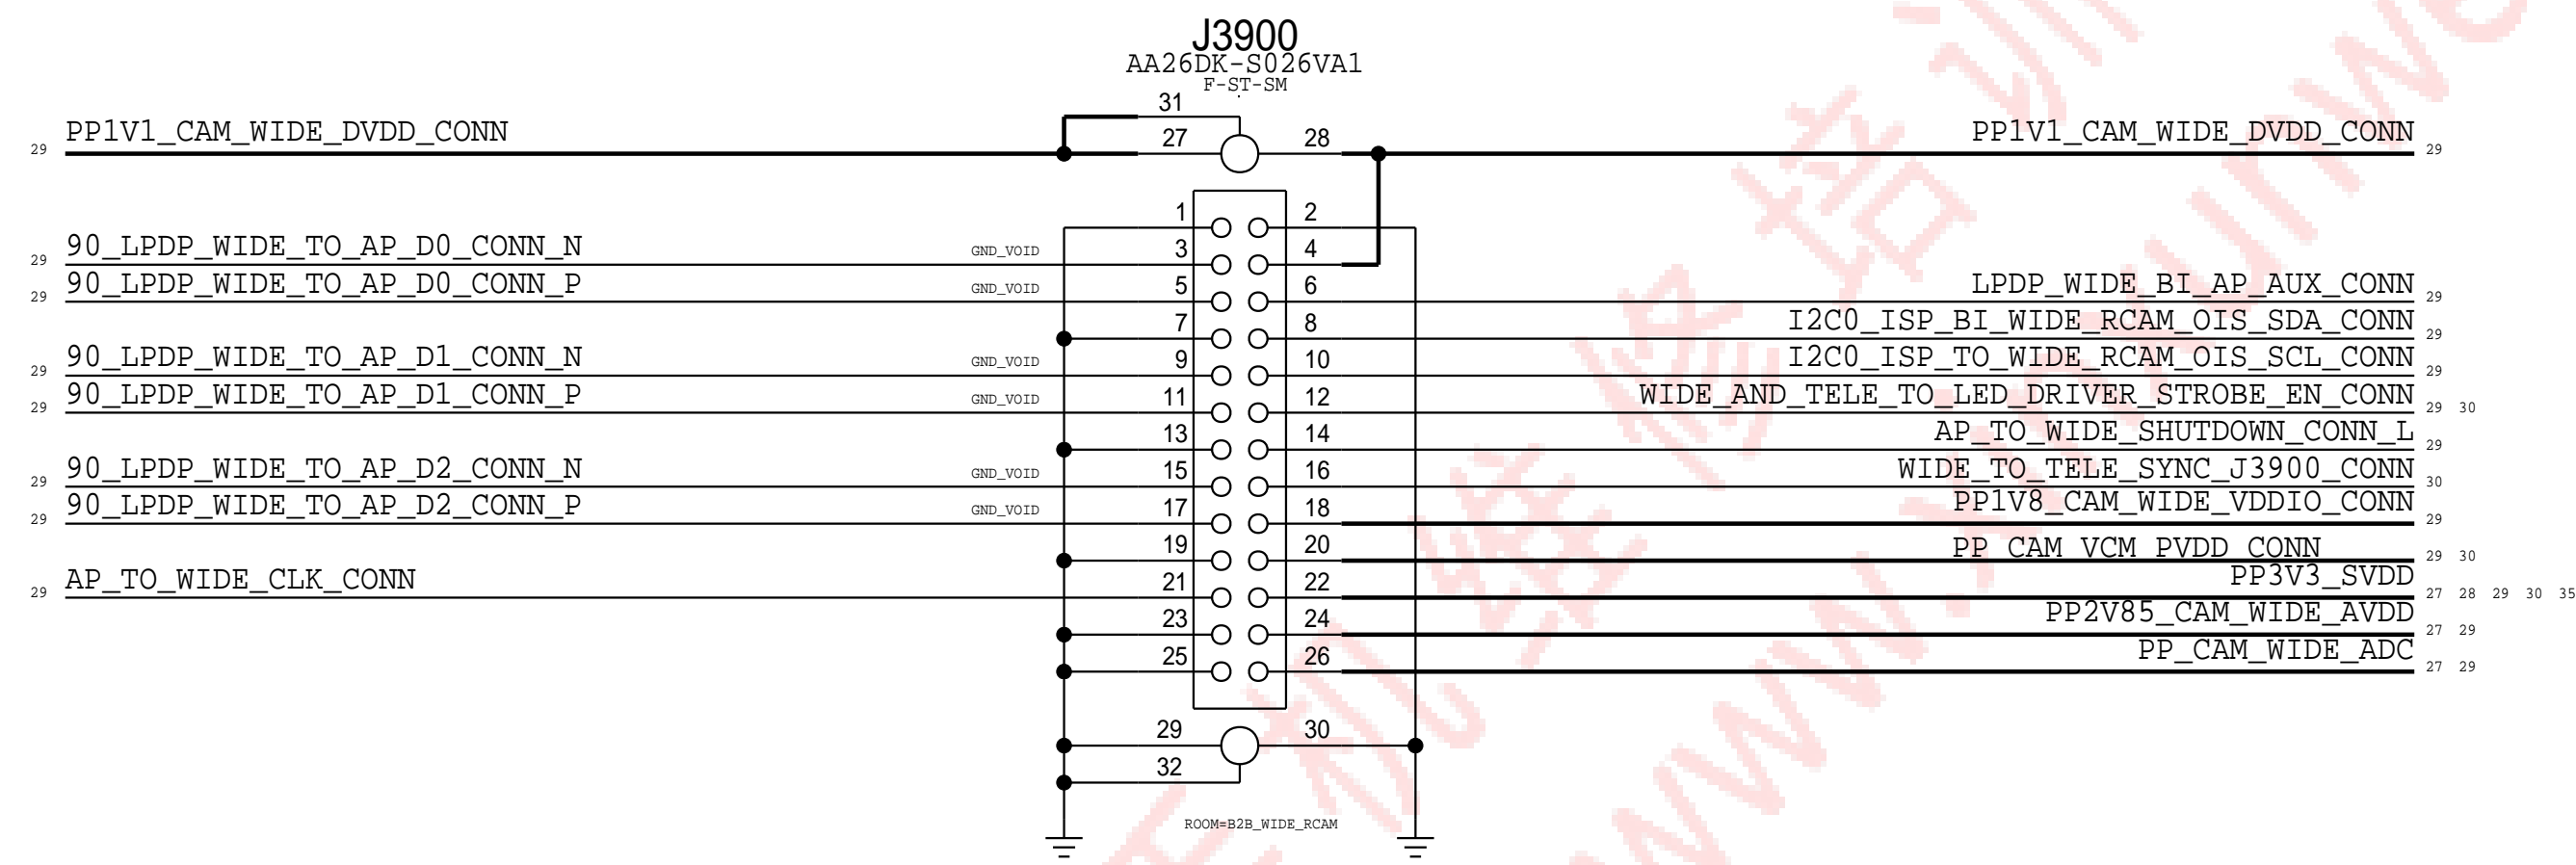 J3900
AA26DK-S026VA1
F-ST-SM
31
29 PP1V1_CAM_WIDE_DVDD_CONN 27 28 PP1V1_CAM_WIDE_DVDD_CONN 29
1 2
29 90_LPDP_WIDE_TO_AP_D0_CONN_N GND_VOID 3 4
29 90_LPDP_WIDE_TO_AP_D0_CONN_P GND_VOID 5 6 LPDP_WIDE_BI_AP_AUX_CONN 29
7 8 I2C0_ISP_BI_WIDE_RCAM_OIS_SDA_CONN 29
29 90_LPDP_WIDE_TO_AP_D1_CONN_N GND_VOID 9 10 I2C0_ISP_TO_WIDE_RCAM_OIS_SCL_CONN 29
29 90_LPDP_WIDE_TO_AP_D1_CONN_P GND_VOID 11 12 WIDE_AND_TELE_TO_LED_DRIVER_STROBE_EN_CONN 29 30
13 14 AP_TO_WIDE_SHUTDOWN_CONN_L 29
29 90_LPDP_WIDE_TO_AP_D2_CONN_N GND_VOID 15 16 WIDE_TO_TELE_SYNC_J3900_CONN 30
29 90_LPDP_WIDE_TO_AP_D2_CONN_P GND_VOID 17 18 PP1V8_CAM_WIDE_VDDIO_CONN 29
19 20 PP_CAM_VCM_PVDD_CONN 29 30
29 AP_TO_WIDE_CLK_CONN 21 22 PP3V3_SVDD 27 28 29 30 35
23 24 PP2V85_CAM_WIDE_AVDD 27 29
25 26 PP_CAM_WIDE_ADC 27 29
29 30
32
ROOM=B2B_WIDE_RCAM